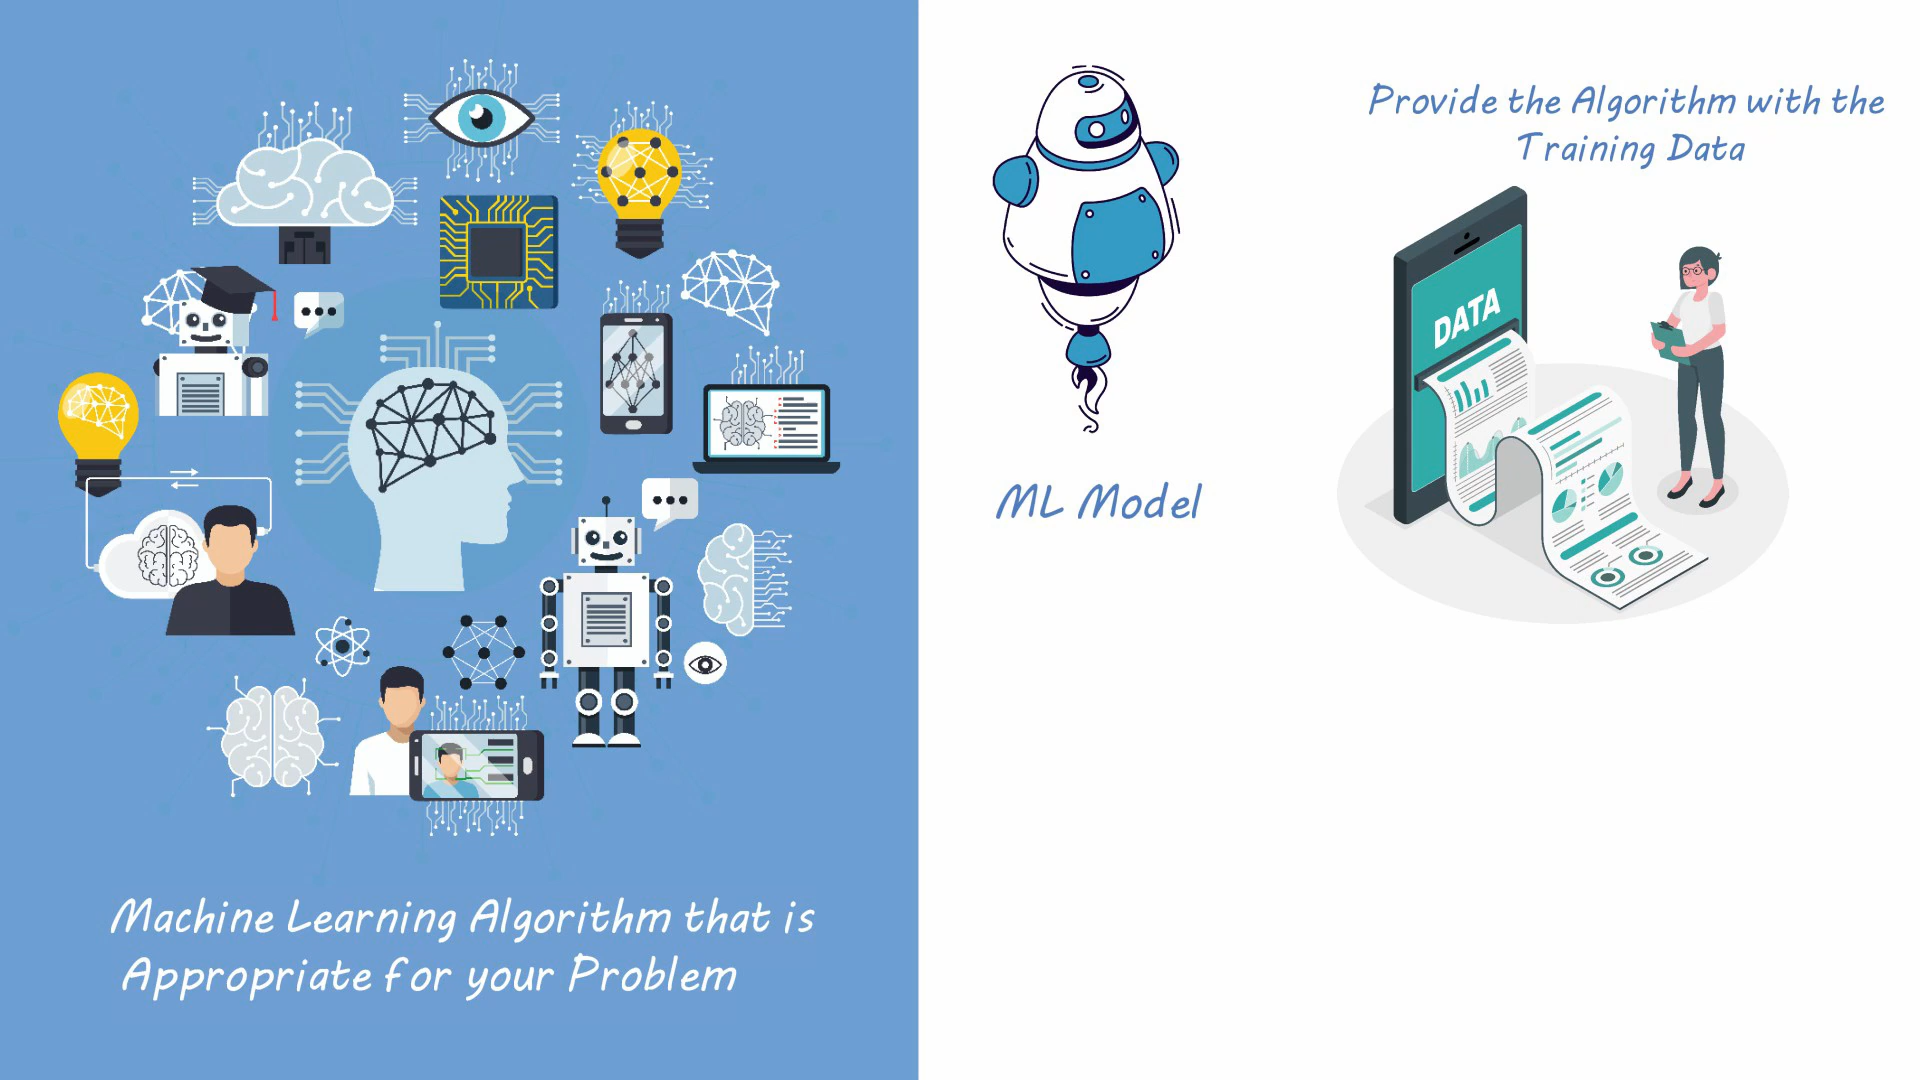 Machine Learning Algorithm that is
Appropriate for your Problem
ML Model
Provide the Algorithm with the
Training Data
DATA